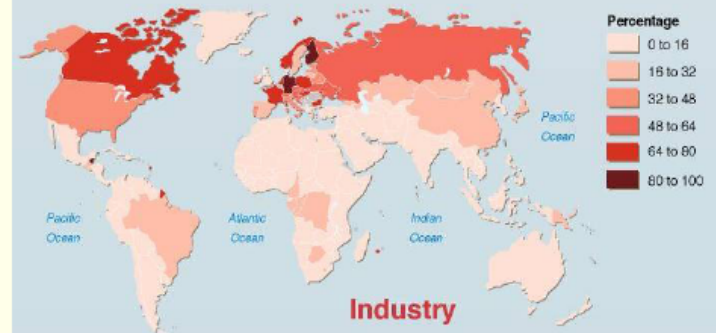 Percentage
0 to 16
16 to 32
32 to 48
48 to 64
64 to 80
80 to 100
Pacific
Ocean
Pacific
Ocean
Atlantic
Ocean
Indian
Ocean
Industry